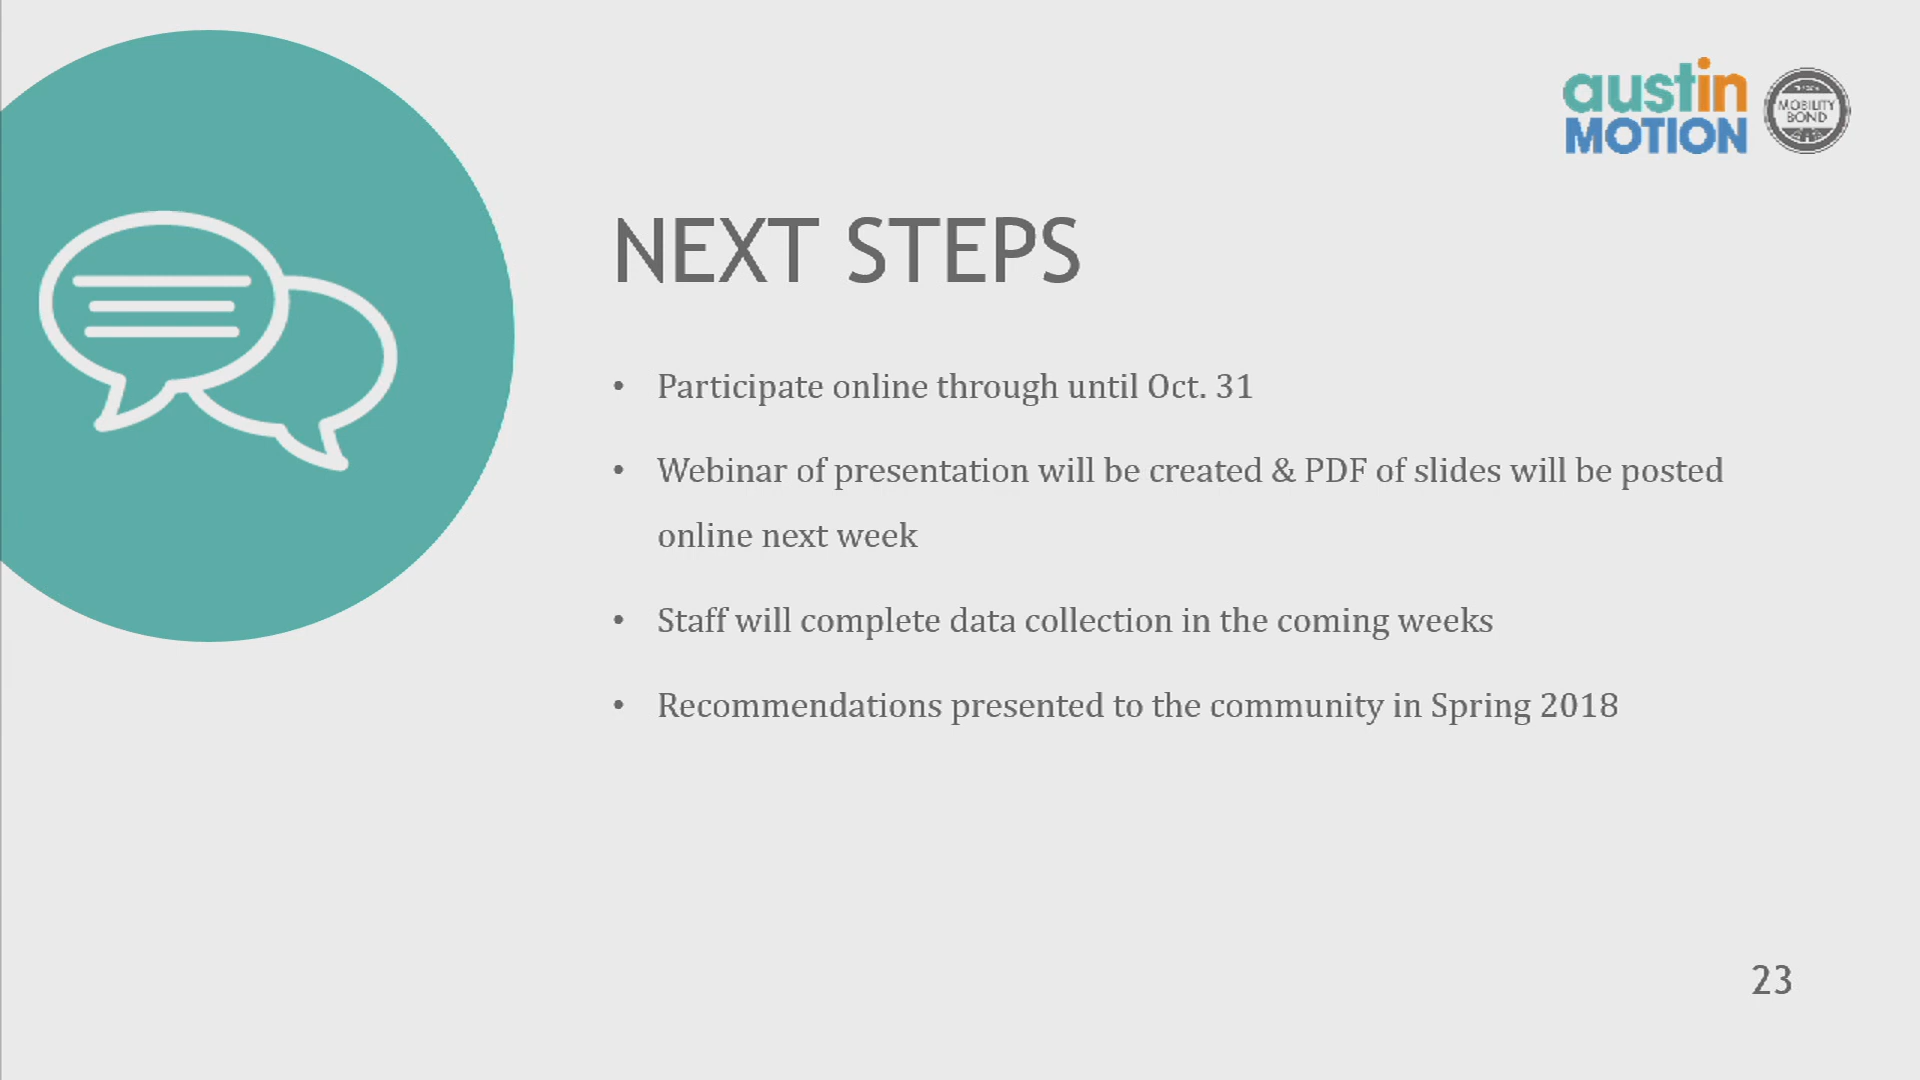 austin
MOTION
MOBILITY
BOND
NEXT STEPS
• Participate online through until Oct. 31
• Webinar of presentation will be created & PDF of slides will be posted
online next week
• Staff will complete data collection in the coming weeks
• Recommendations presented to the community in Spring 2018
23